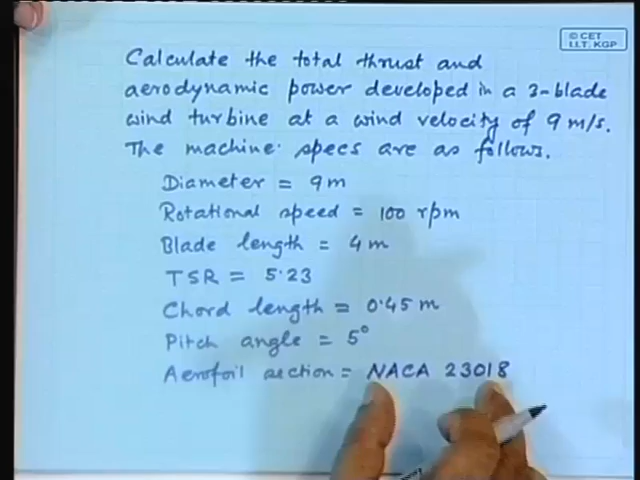 © CET
I.I.T. KGP
Calculate the total thrust and
aerodynamic power developed in a 3-blade
wind turbine at a wind velocity of 9 m/s.
The machine specs are as follows.
Diameter = 9m
Rotational speed = 100 rpm
Blade length = 4 m
TSR = 5.23
Chord length = 0.45 m
Pitch angle = 5°
Aerofoil section = NACA 23018